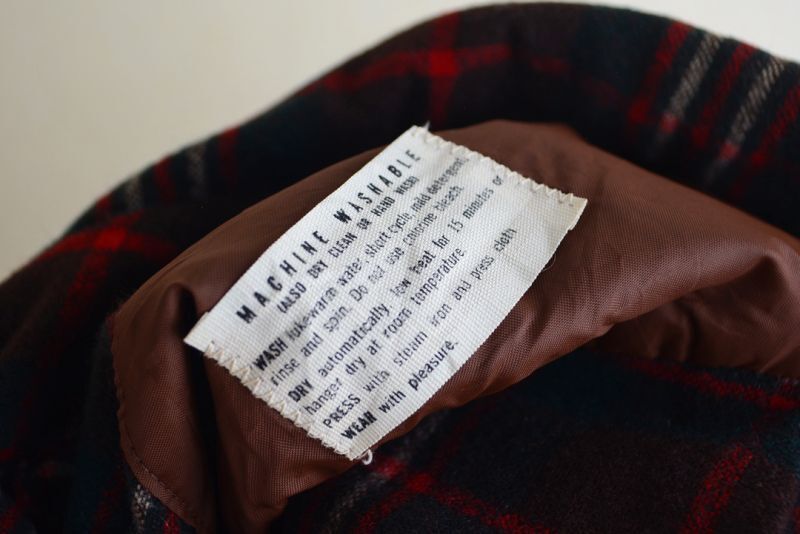 MACHINE WASHABLE
(ALSO DRY CLEAN OR HAND WASH)
WASH lukewarm water, short cycle, mild detergent,
rinse and spin. Do not use chlorine bleach.
DRY automatically, low heat for 15 minutes or
hanger dry at room temperature
PRESS with steam iron and press cloth
WEAR with pleasure.